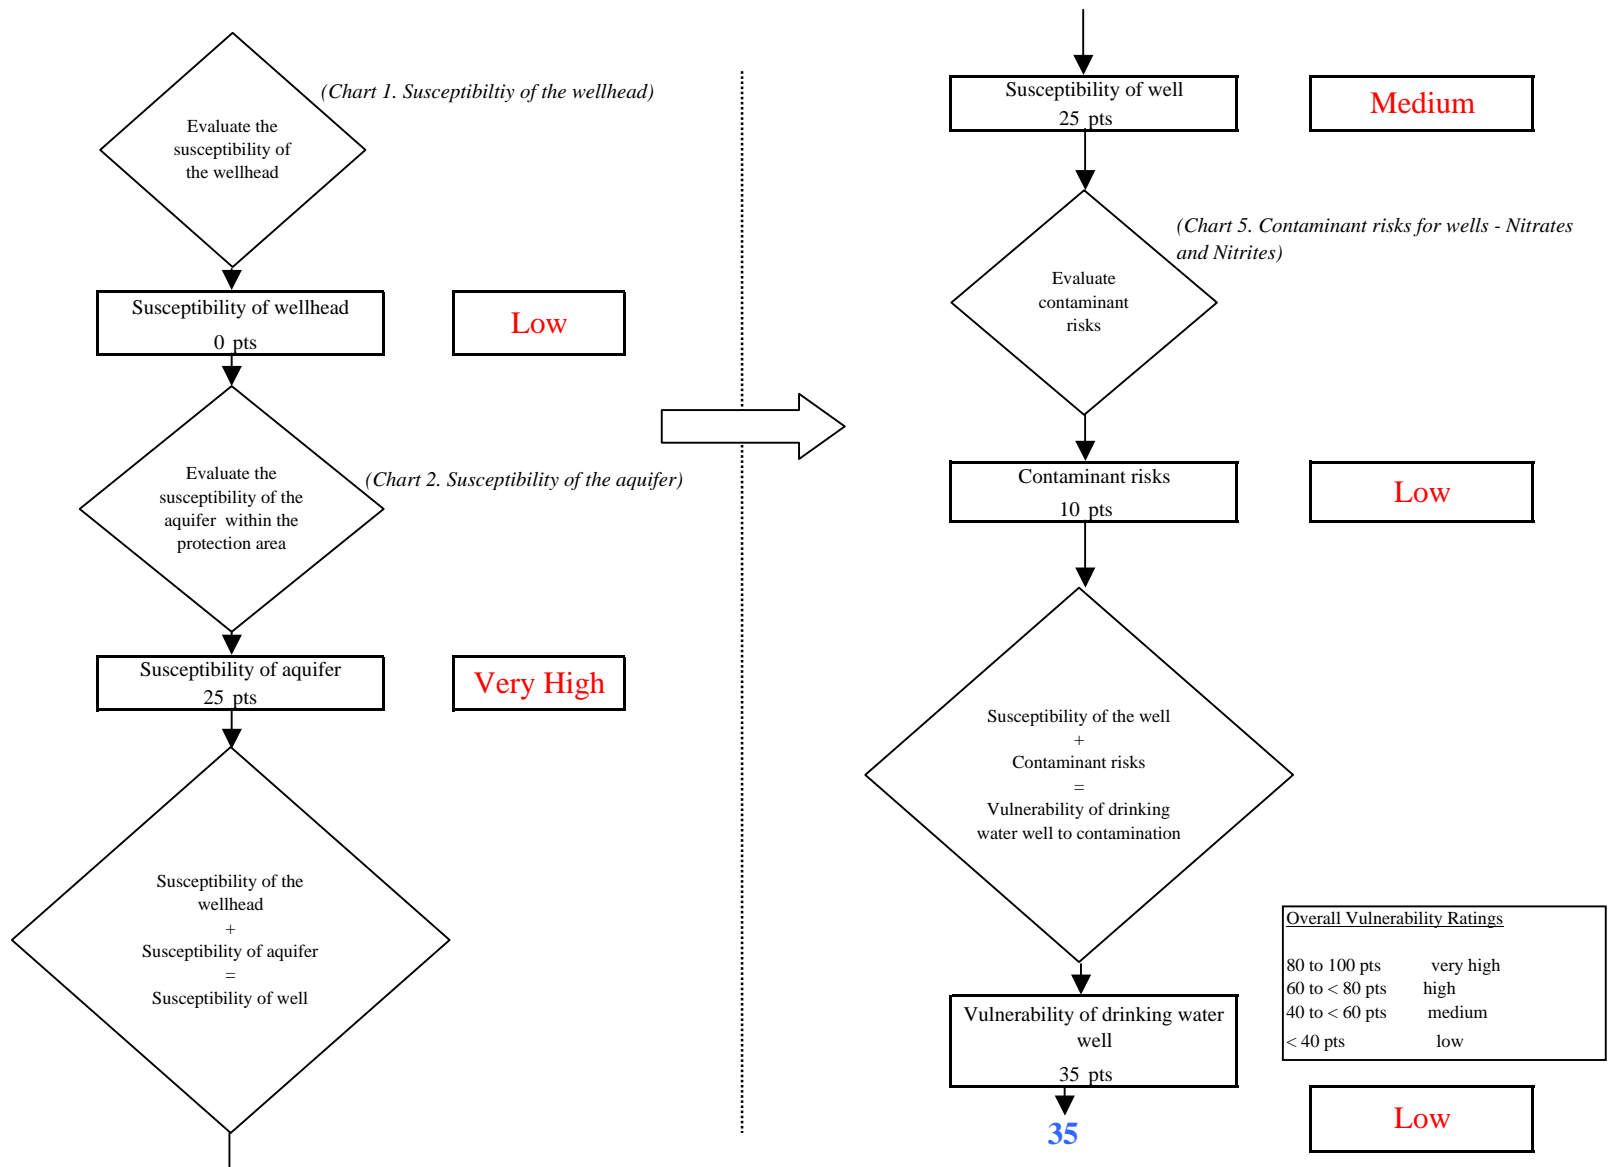 (Chart 1. Susceptibiltiy of the wellhead)
Evaluate the
susceptibility of
the wellhead
Susceptibility of wellhead
0 pts
Low
Evaluate the
susceptibility of the
aquifer within the
protection area
(Chart 2. Susceptibility of the aquifer)
Susceptibility of aquifer
25 pts
Very High
Susceptibility of the
wellhead
+
Susceptibility of aquifer
=
Susceptibility of well
Susceptibility of well
25 pts
Medium
(Chart 5. Contaminant risks for wells - Nitrates
and Nitrites)
Evaluate
contaminant
risks
Contaminant risks
10 pts
Low
Susceptibility of the well
+
Contaminant risks
=
Vulnerability of drinking
water well to contamination
Overall Vulnerability Ratings
80 to 100 pts very high
60 to < 80 pts high
40 to < 60 pts medium
< 40 pts low
Vulnerability of drinking water
well
35 pts
35
Low